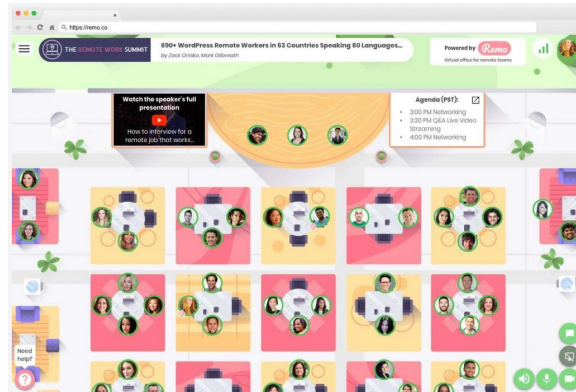 https://remo.co
THE REMOTE WORK SUMMIT
690+ WordPress Remote Workers in 63 Countries Speaking 80 Languages...
by Zack Onisko, Mark Gilbreath
Powered by Remo
Virtual office for remote teams
Watch the speaker's full
presentation
How to interview for a
remote job that works...
Agenda (PST):
• 3:00 PM Networking
• 3:30 PM Q&A Live Video
Streaming
• 4:00 PM Networking
Need
help?
?